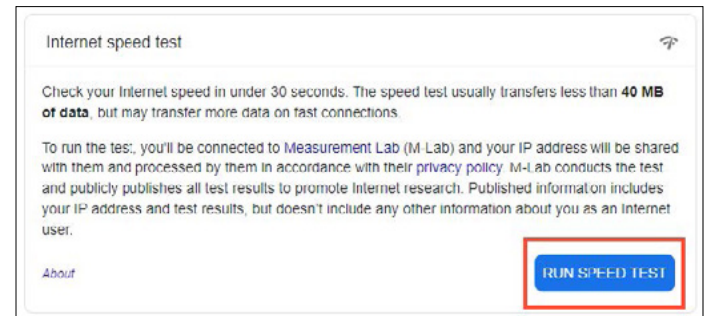 Internet speed test
Check your Internet speed in under 30 seconds. The speed test usually transfers less than 40 MB
of data, but may transfer more data on fast connections.
To run the test, you'll be connected to Measurement Lab (M-Lab) and your IP address will be shared
with them and processed by them in accordance with their privacy policy. M-Lab conducts the test
and publicly publishes all test results to promote Internet research. Published information includes
your IP address and test results, but doesn't include any other information about you as an Internet
user.
About
RUN SPEED TEST